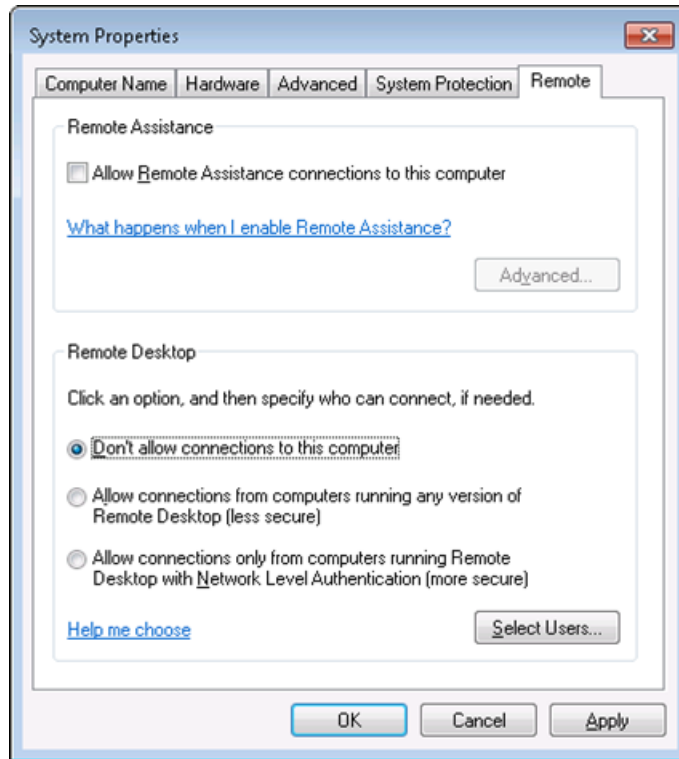 System Properties
Computer Name Hardware Advanced System Protection Remote
Remote Assistance
Allow Remote Assistance connections to this computer
What happens when I enable Remote Assistance?
Advanced...
Remote Desktop
Click an option, and then specify who can connect, if needed.
Don't allow connections to this computer
Allow connections from computers running any version of
Remote Desktop (less secure)
Allow connections only from computers running Remote
Desktop with Network Level Authentication (more secure)
Help me choose
Select Users...
OK Cancel Apply